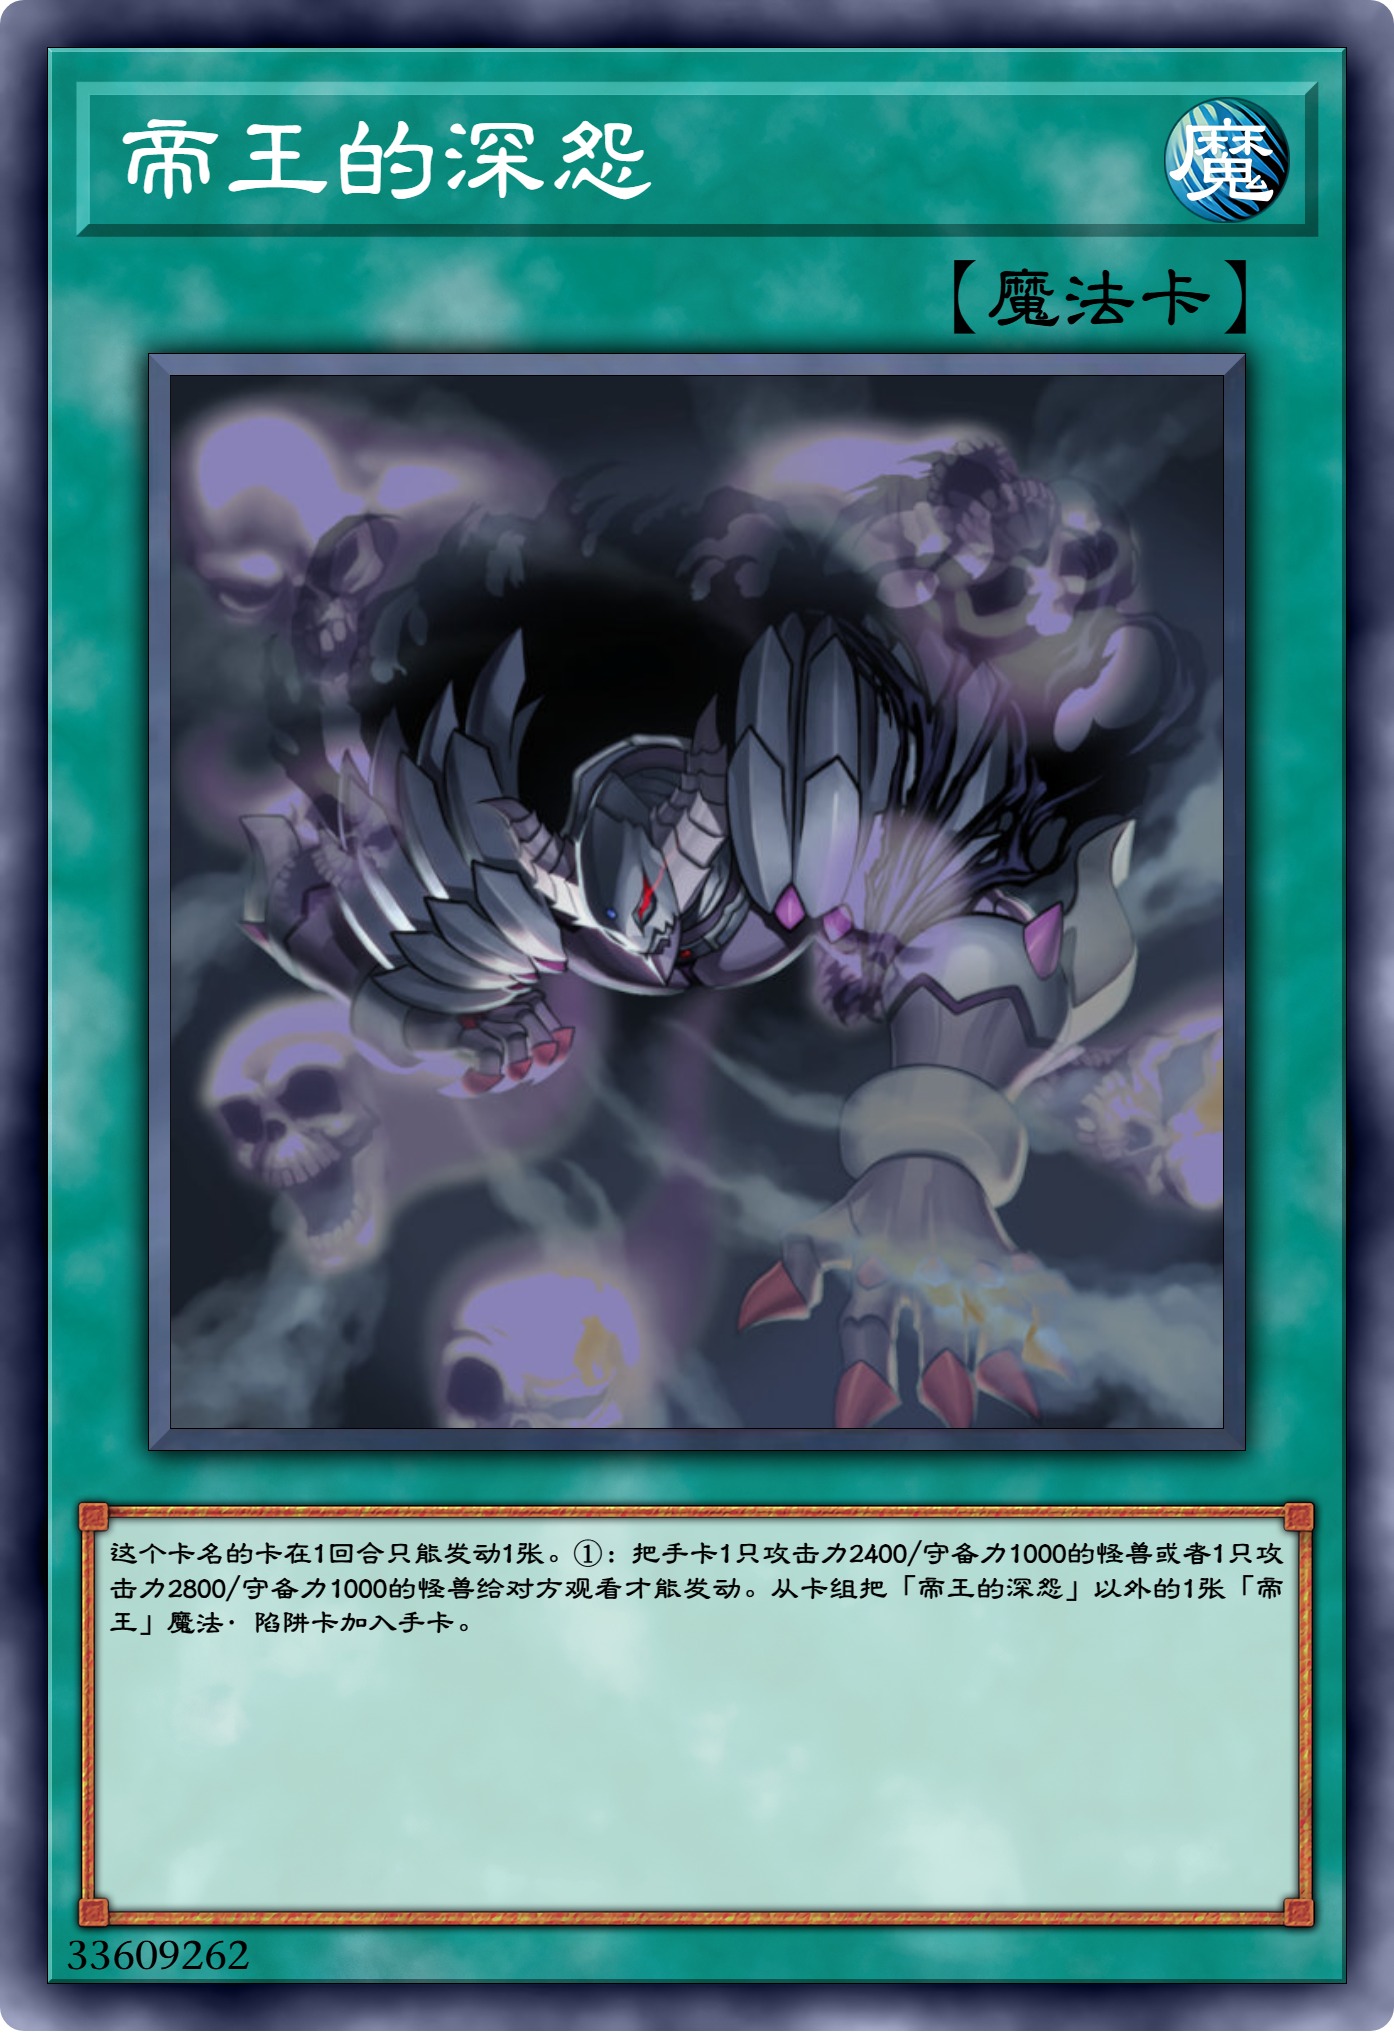 帝王的深怨
魔
【魔法卡】
这个卡名的卡在1回合只能发动1张。①：把手卡1只攻击力2400/守备力1000的怪兽或者1只攻
击力2800/守备力1000的怪兽给对方观看才能发动。从卡组把「帝王的深怨」以外的1张「帝
王」魔法·陷阱卡加入手卡。
33609262